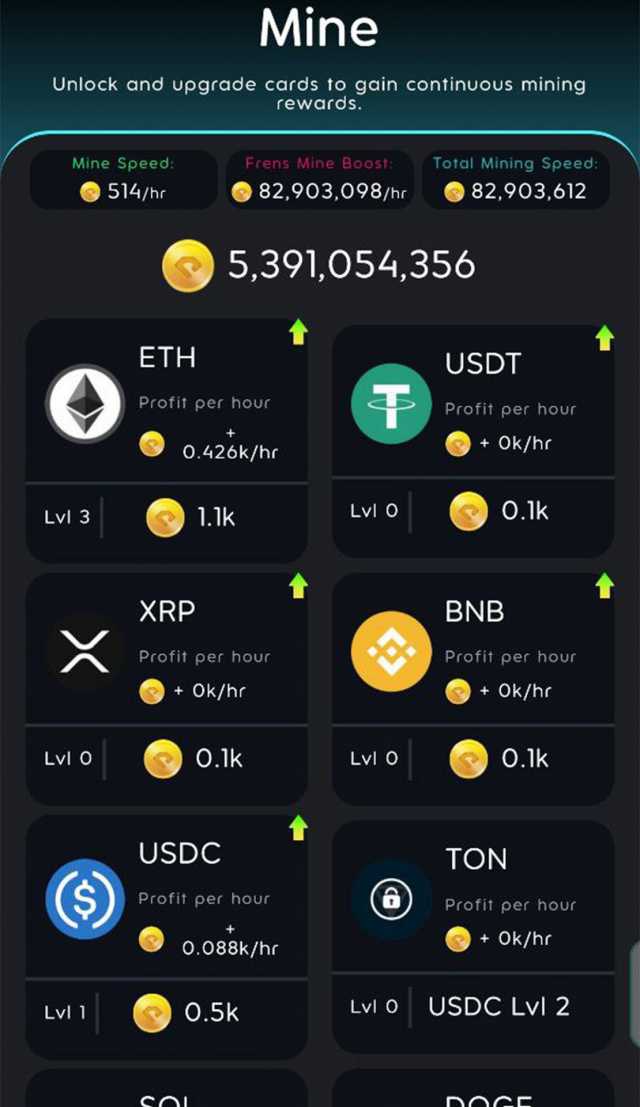 Mine
Unlock and upgrade cards to gain continuous mining
rewards.
Mine Speed:
514/hr
Frens Mine Boost:
82,903,098/hr
Total Mining Speed:
82,903,612
5,391,054,356
ETH
Profit per hour
+
0.426k/hr
Lvl 3
1.1k
USDT
Profit per hour
+ 0k/hr
Lvl 0
0.1k
XRP
Profit per hour
+ 0k/hr
Lvl 0
0.1k
BNB
Profit per hour
+ 0k/hr
Lvl 0
0.1k
USDC
Profit per hour
+
0.088k/hr
Lvl 1
0.5k
TON
Profit per hour
+ 0k/hr
Lvl 0
USDC Lvl 2
SOL
DOGE